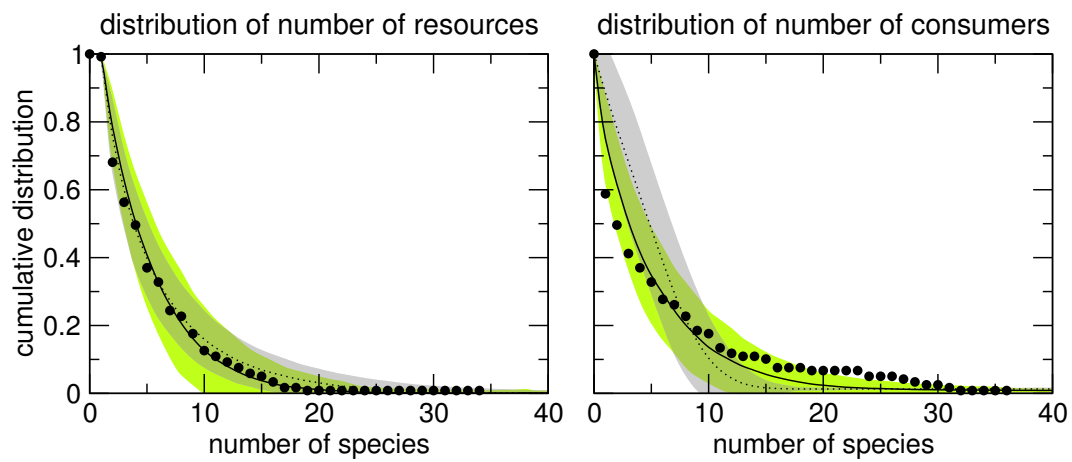 distribution of number of resources
distribution of number of consumers
cumulative distribution
1
0.8
0.6
0.4
0.2
0
0 10 20 30 40
0 10 20 30 40
number of species
number of species